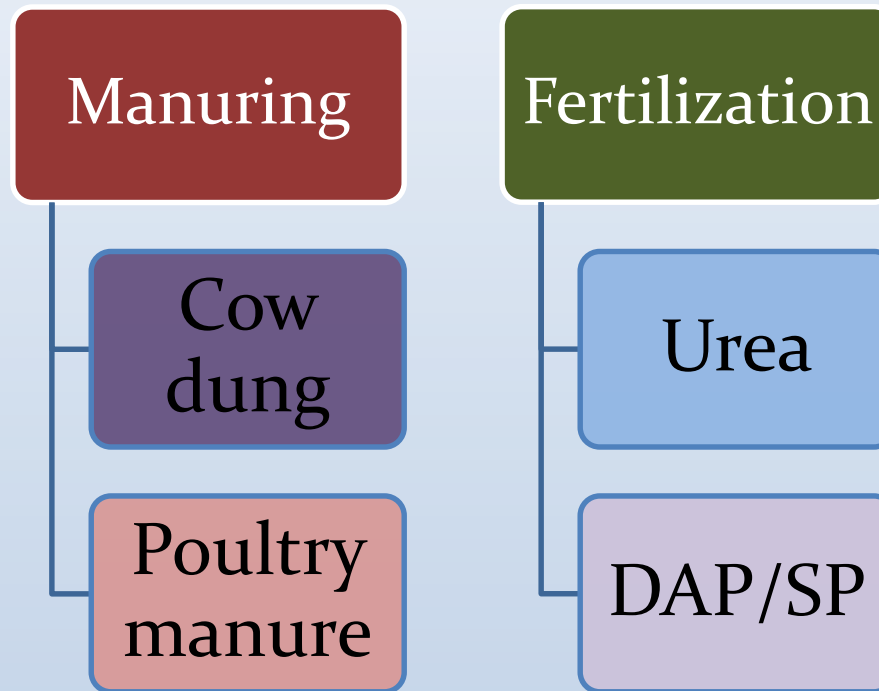 Manuring
Cow
dung
Poultry
manure
Fertilization
Urea
DAP/SP